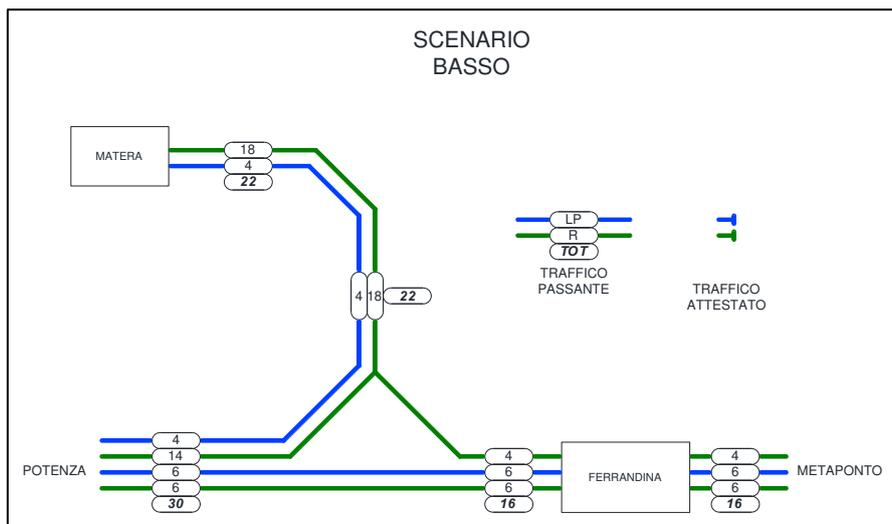 SCENARIO
BASSO
MATERA
18
4
22
LP
R
TOT
TRAFFICO
PASSANTE
TRAFFICO
ATTESTATO
4 18 22
POTENZA
4
14
6
6
30
4
6
6
16
FERRANDINA
4
6
6
16
METAPONTO